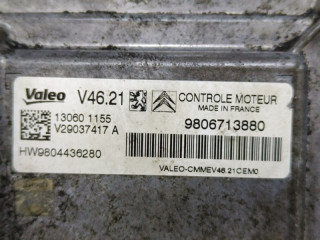 Valeo V46.21 CONTROLE MOTEUR
MADE IN FRANCE
13060 1155
V29037417 A
9806713880
HW9804436280
VALEO-CMMEV46.21CEM0